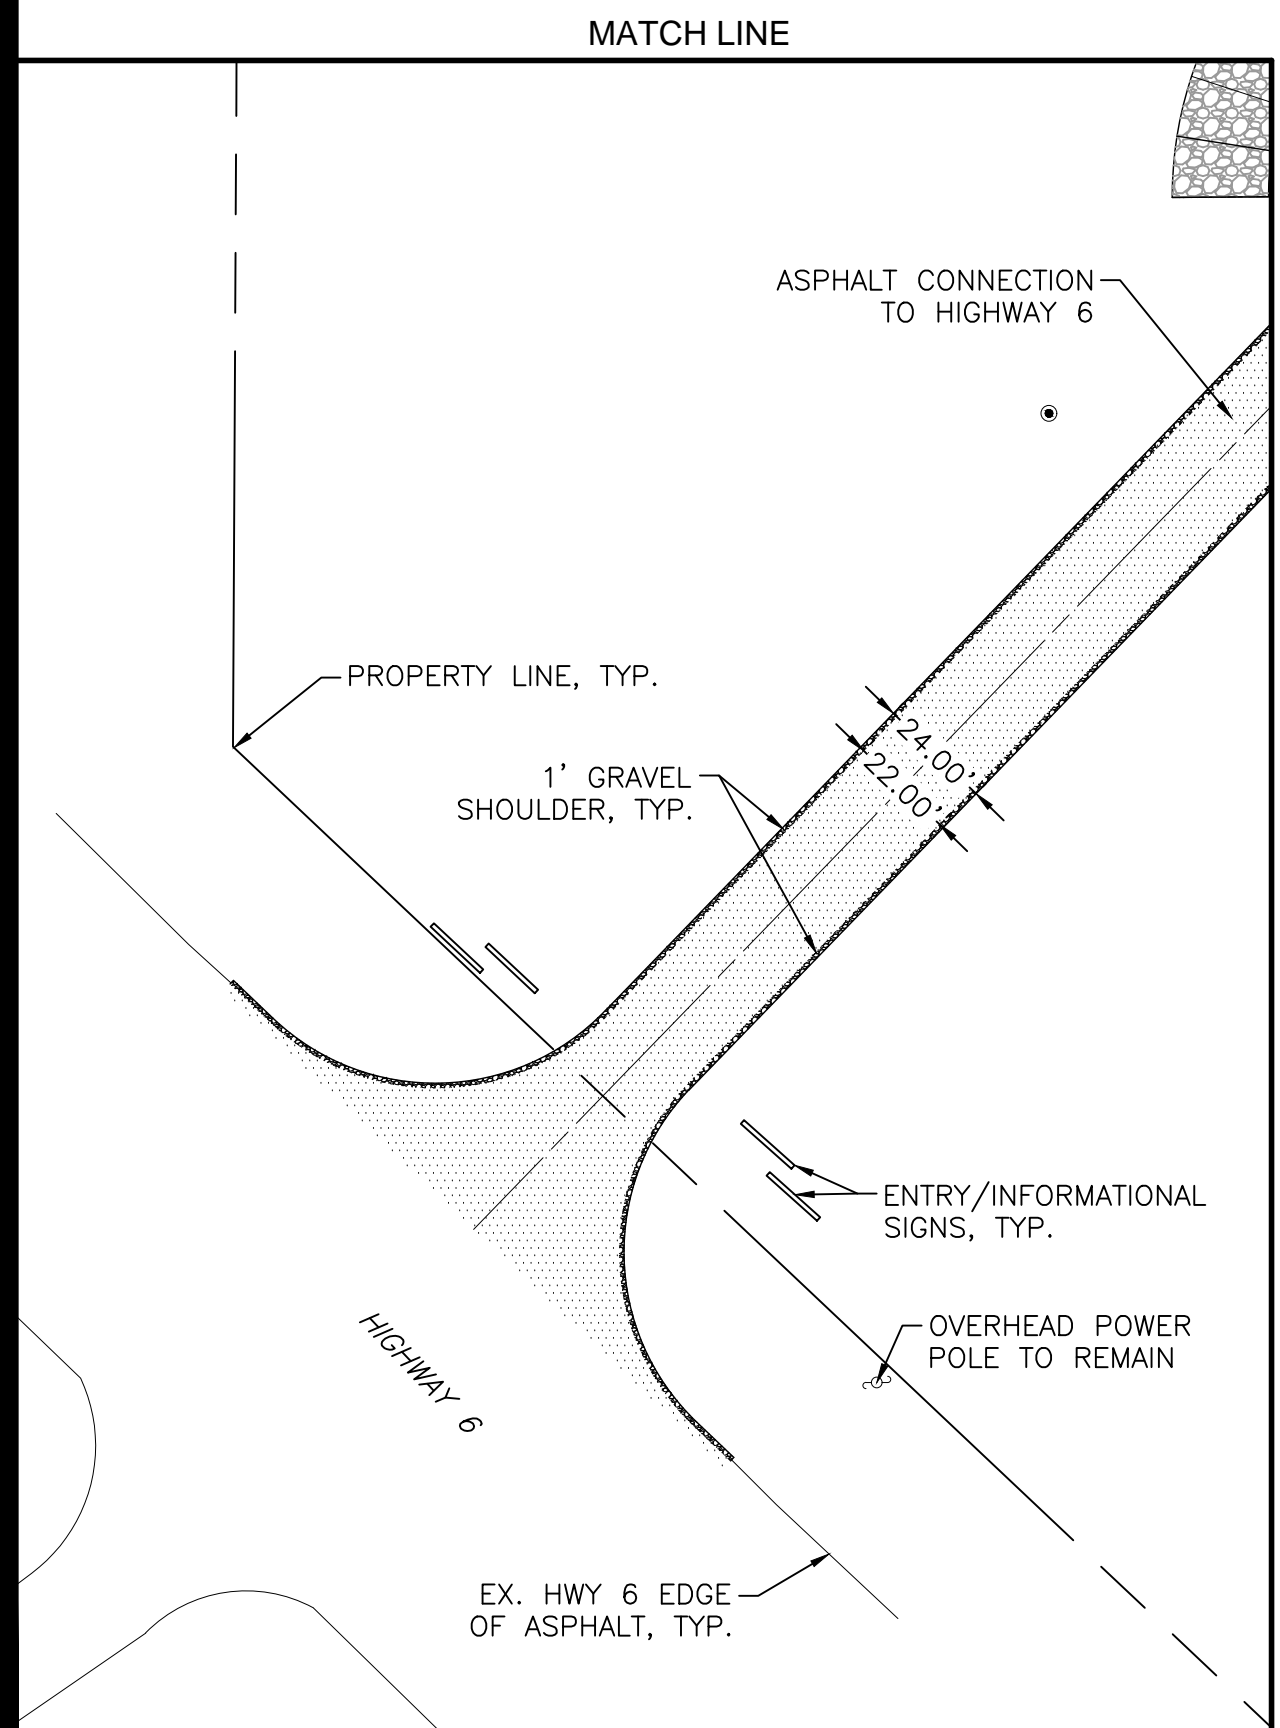 MATCH LINE
ASPHALT CONNECTION
TO HIGHWAY 6
PROPERTY LINE, TYP.
24.00'
22.00'
1' GRAVEL
SHOULDER, TYP.
ENTRY/INFORMATIONAL
SIGNS, TYP.
HIGHWAY 6
OVERHEAD POWER
POLE TO REMAIN
EX. HWY 6 EDGE
OF ASPHALT, TYP.